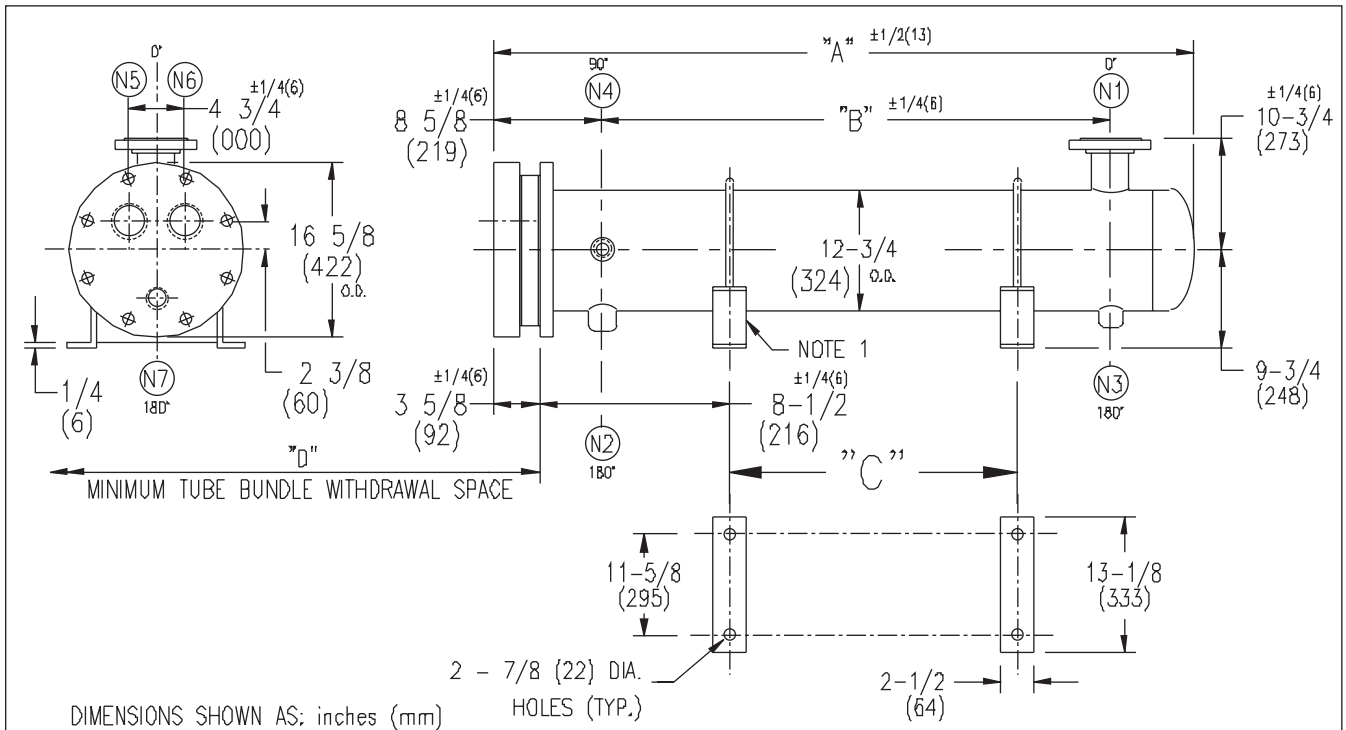 0°
N5 N6
±1/4(6)
4 3/4
(000)
16 5/8
(422)
O.D.
2 3/8
(60)
1/4
(6)
N7
180°
"A" ±1/2(13)
90°
N4
0°
N1
±1/4(6)
8 5/8
(219)
"B" ±1/4(6)
±1/4(6)
10-3/4
(273)
12-3/4
(324) O.D.
NOTE 1
±1/4(6)
3 5/8
(92)
±1/4(6)
8-1/2
(216)
N2
180°
N3
180°
9-3/4
(248)
"D"
MINIMUM TUBE BUNDLE WITHDRAWAL SPACE
"C"
11-5/8
(295)
13-1/8
(333)
2 - 7/8 (22) DIA.
HOLES (TYP.)
2-1/2
(64)
DIMENSIONS SHOWN AS: inches (mm)